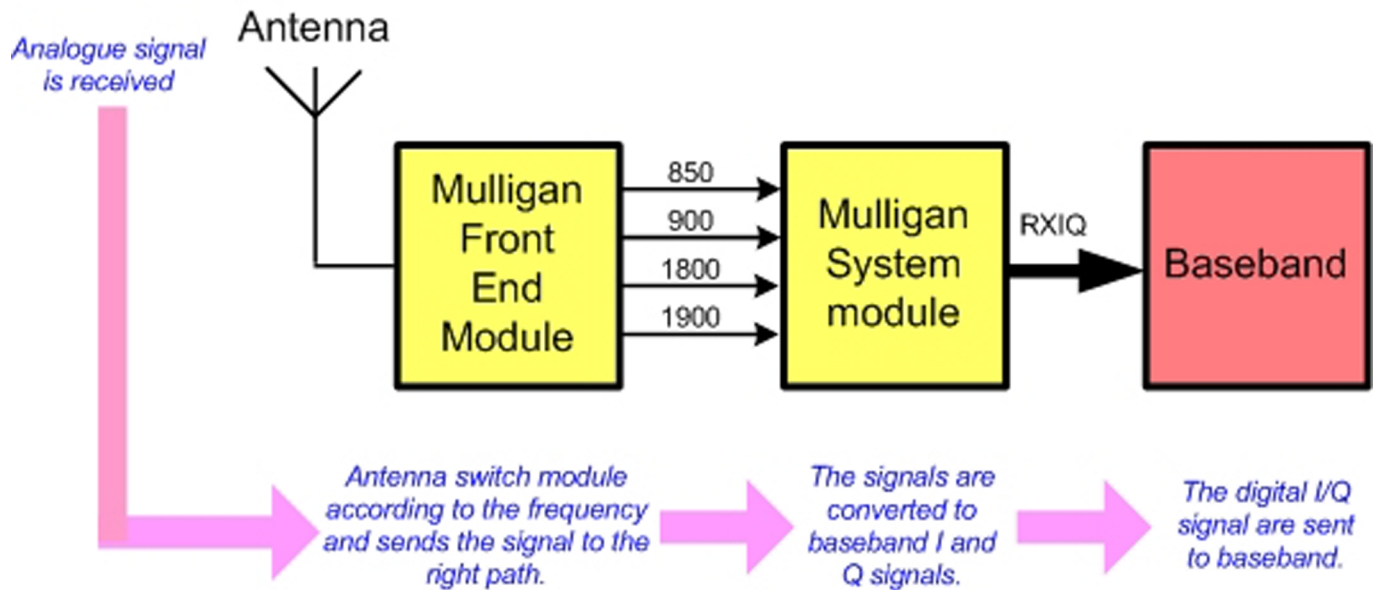 Analogue signal
is received
Antenna
Mulligan
Front
End
Module
850
900
1800
1900
Mulligan
System
module
RXIQ
Baseband
Antenna switch module
according to the frequency
and sends the signal to the
right path.
The signals are
converted to
baseband I and
Q signals.
The digital I/Q
signal are sent
to baseband.